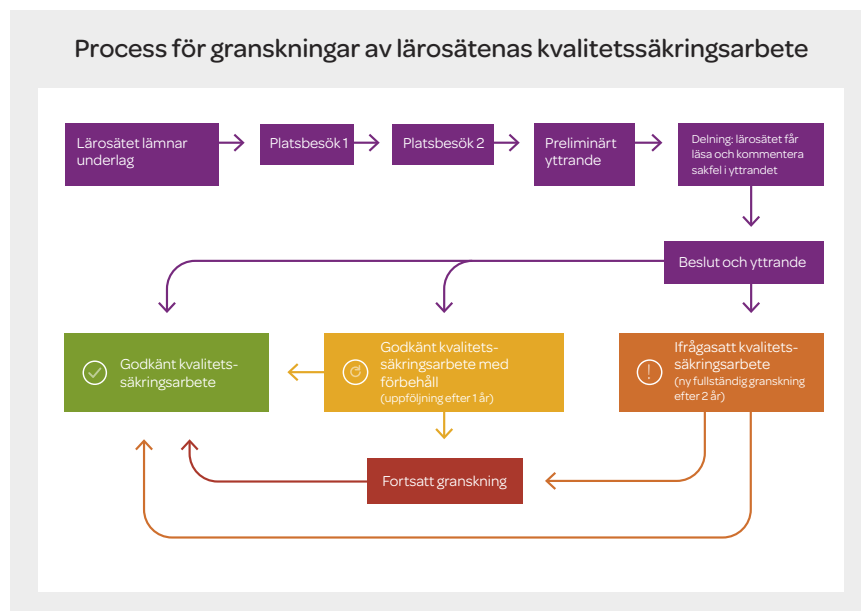 Process för granskningar av lärosätenas kvalitetssäkringsarbete
Lärosätet lämnar
underlag
Platsbesök 1
Platsbesök 2
Preliminärt
yttrande
Delning: lärosätet får
läsa och kommentera
sakfel i yttrandet
Beslut och yttrande
Godkänt kvalitets-
säkringsarbete
Godkänt kvalitets-
säkringsarbete med
förbehåll
(uppföljning efter 1 år)
Ifrågasatt kvalitets-
säkringsarbete
(ny fullständig granskning
efter 2 år)
Fortsatt granskning